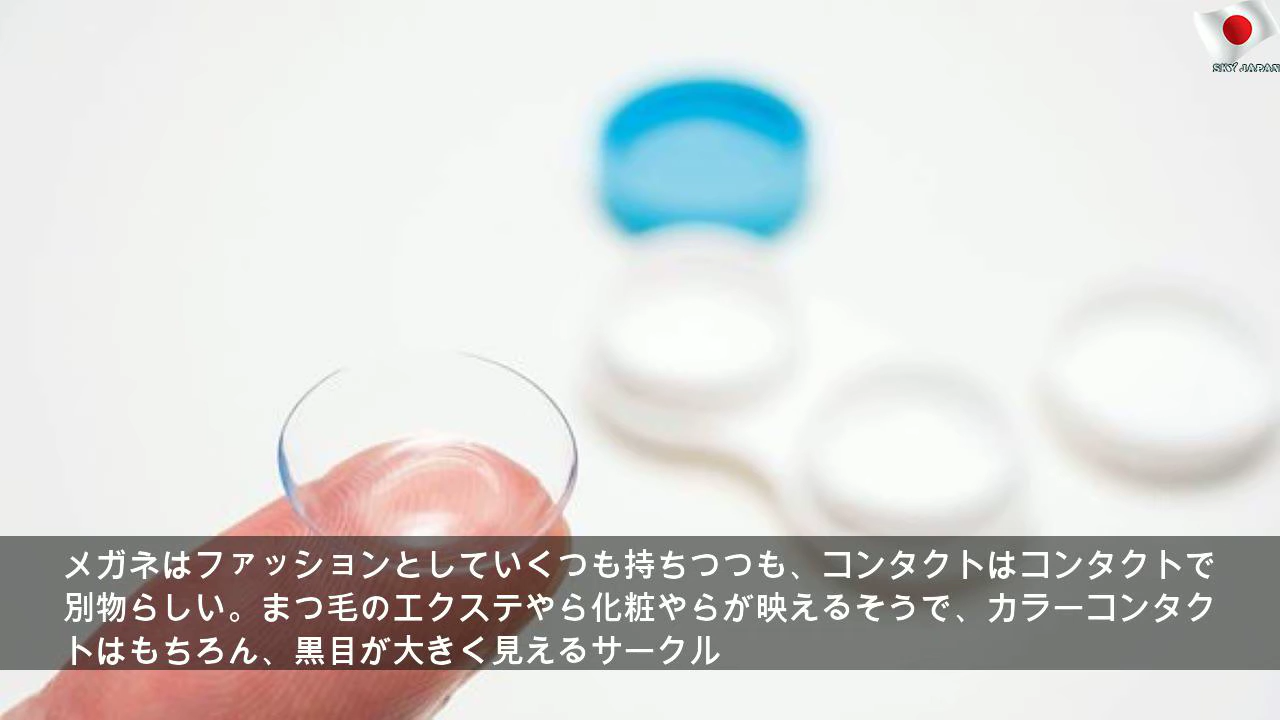 SKY JAPAN
メガネはファッションとしていくつも持ちつつも、コンタクトはコンタクトで
別物らしい。まつ毛のエクステやら化粧やらが映えるそうで、カラーコンタク
トはもちろん、黒目が大きく見えるサークル